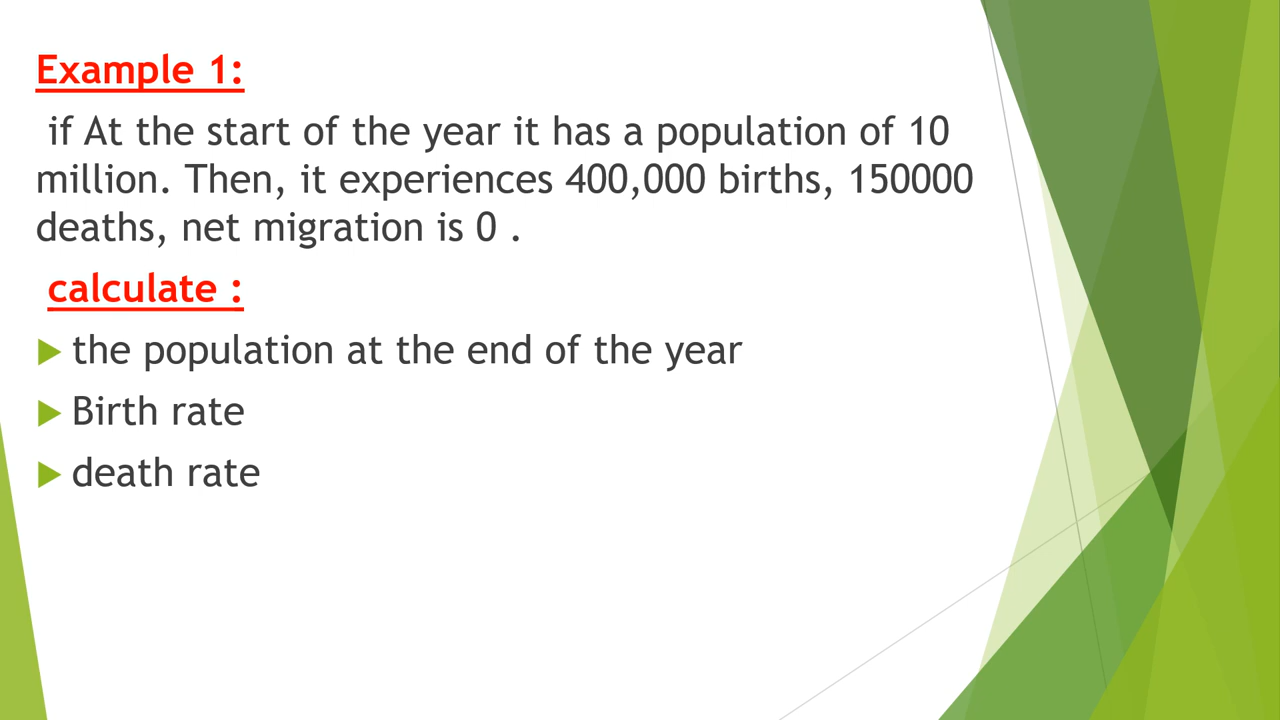 Example 1:
if At the start of the year it has a population of 10
million. Then, it experiences 400,000 births, 150000
deaths, net migration is 0 .
calculate :
the population at the end of the year
Birth rate
death rate